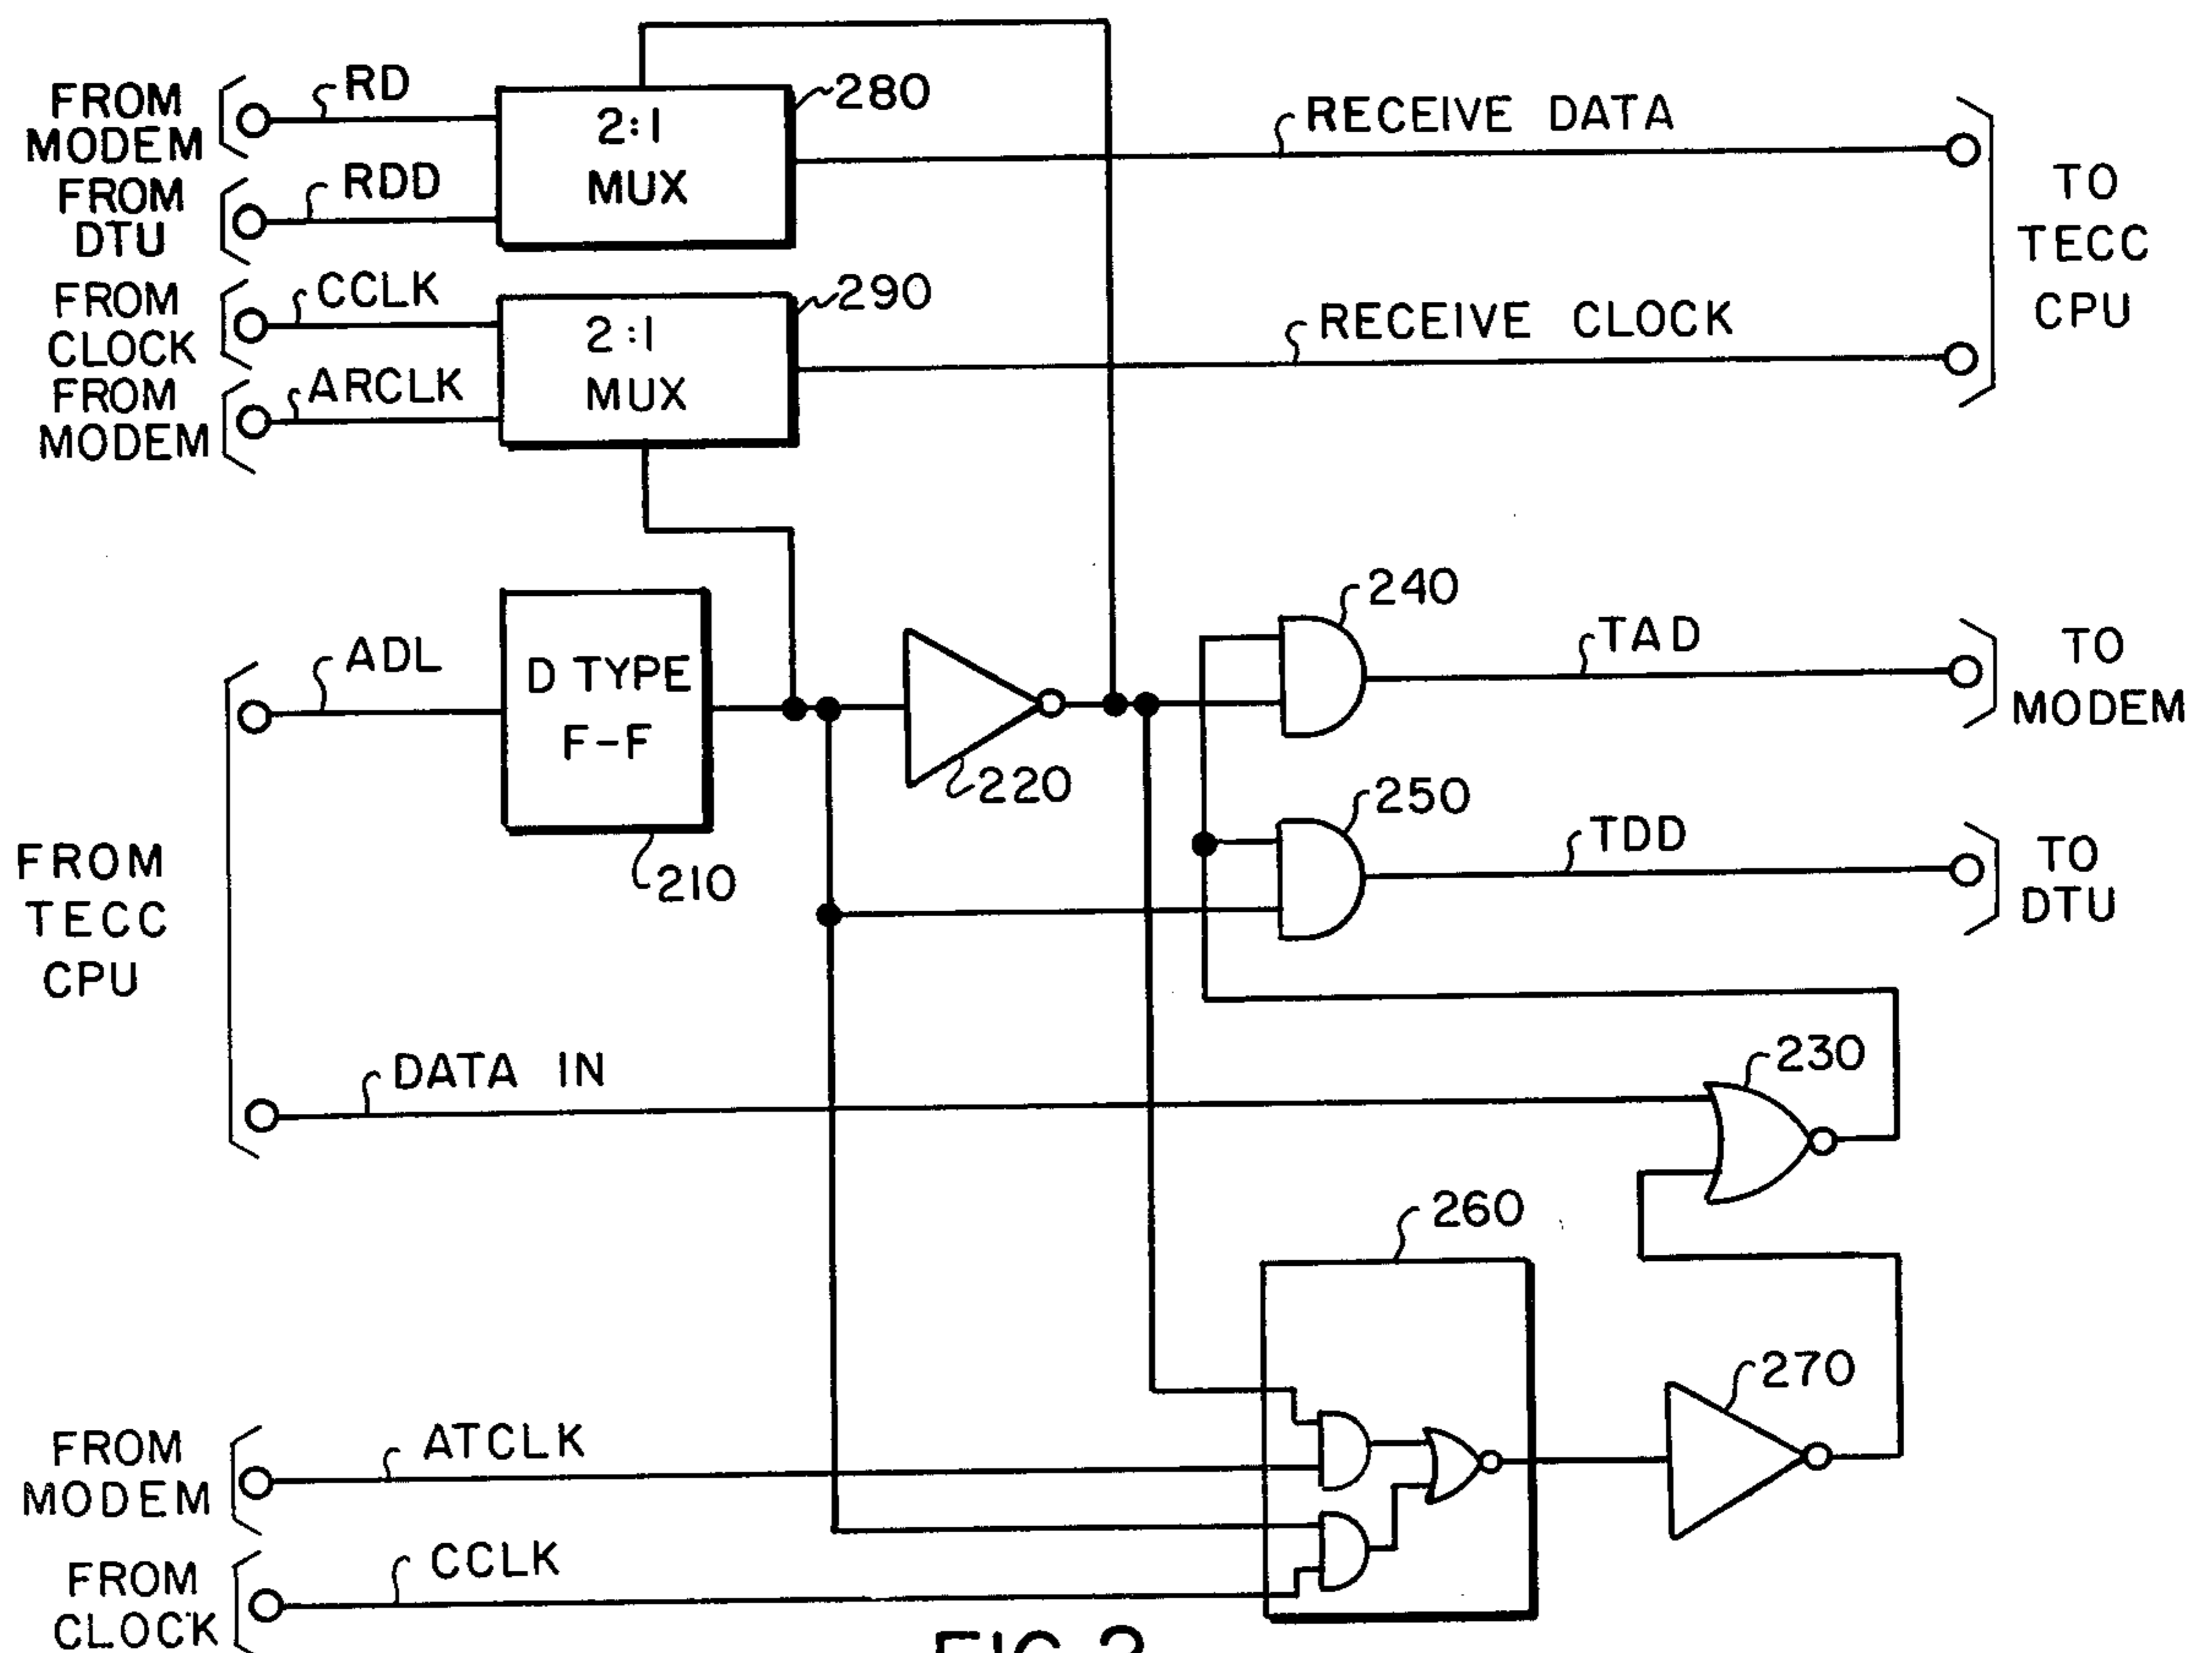 FROM
MODEM
RD
280
2:1
MUX
RECEIVE DATA
FROM
DTU
RDD
TO
TECC
CPU
FROM
CLOCK
CCLK
290
2:1
MUX
RECEIVE CLOCK
FROM
MODEM
ARCLK
240
TAD
TO
MODEM
ADL
D TYPE
F-F
220
210
250
TDD
TO
DTU
FROM
TECC
CPU
DATA IN
230
260
270
FROM
MODEM
ATCLK
FROM
CLOCK
CCLK